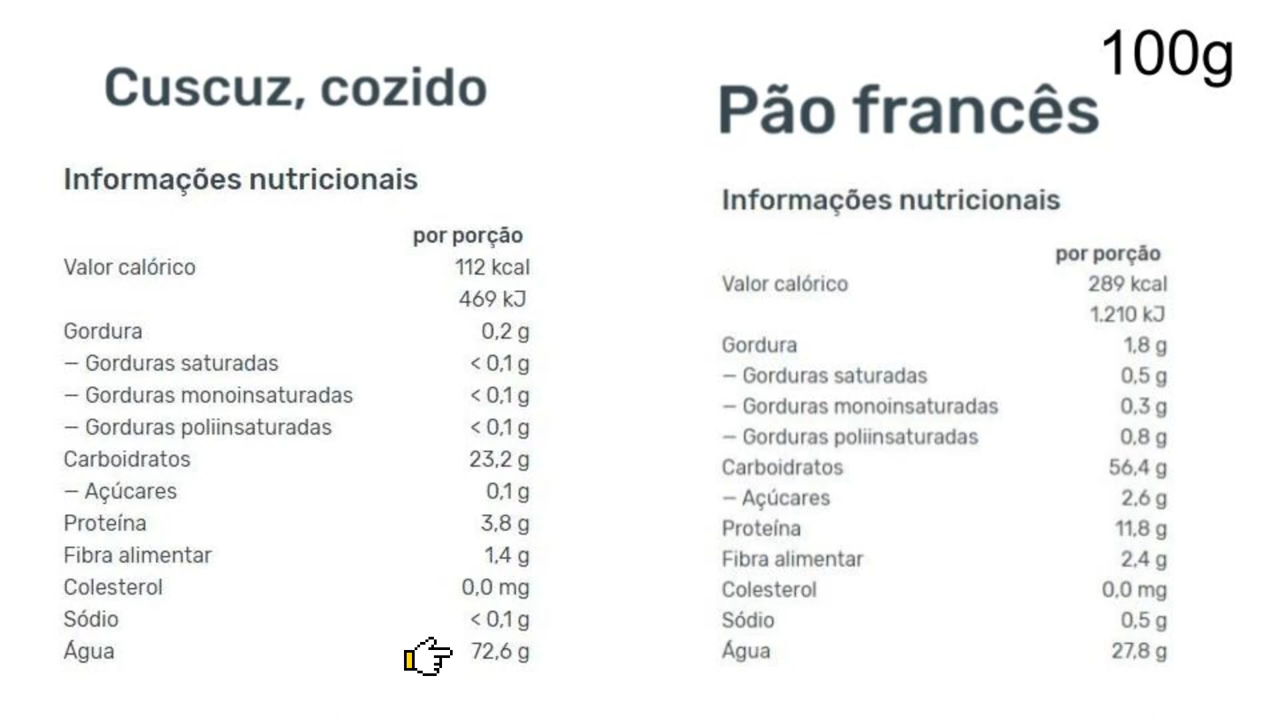 Cuscuz, cozido
Informações nutricionais
por porção
Valor calórico 112 kcal
469 kJ
Gordura 0,2 g
– Gorduras saturadas < 0,1 g
– Gorduras monoinsaturadas < 0,1 g
– Gorduras poliinsaturadas < 0,1 g
Carboidratos 23,2 g
– Açúcares 0,1 g
Proteína 3,8 g
Fibra alimentar 1,4 g
Colesterol 0,0 mg
Sódio < 0,1 g
Água 72,6 g
100g
Pão francês
Informações nutricionais
por porção
Valor calórico 289 kcal
1.210 kJ
Gordura 1,8 g
– Gorduras saturadas 0,5 g
– Gorduras monoinsaturadas 0,3 g
– Gorduras poliinsaturadas 0,8 g
Carboidratos 56,4 g
– Açúcares 2,6 g
Proteína 11,8 g
Fibra alimentar 2,4 g
Colesterol 0,0 mg
Sódio 0,5 g
Água 27,8 g